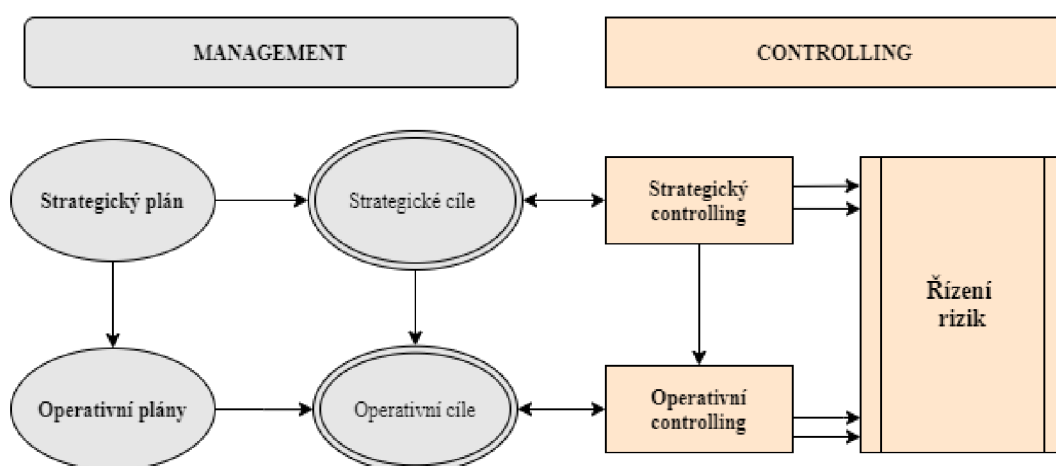 MANAGEMENT
CONTROLLING
Strategický plán
Strategické cíle
Strategický
controlling
Řízení
rizik
Operativní plány
Operativní cíle
Operativní
controlling